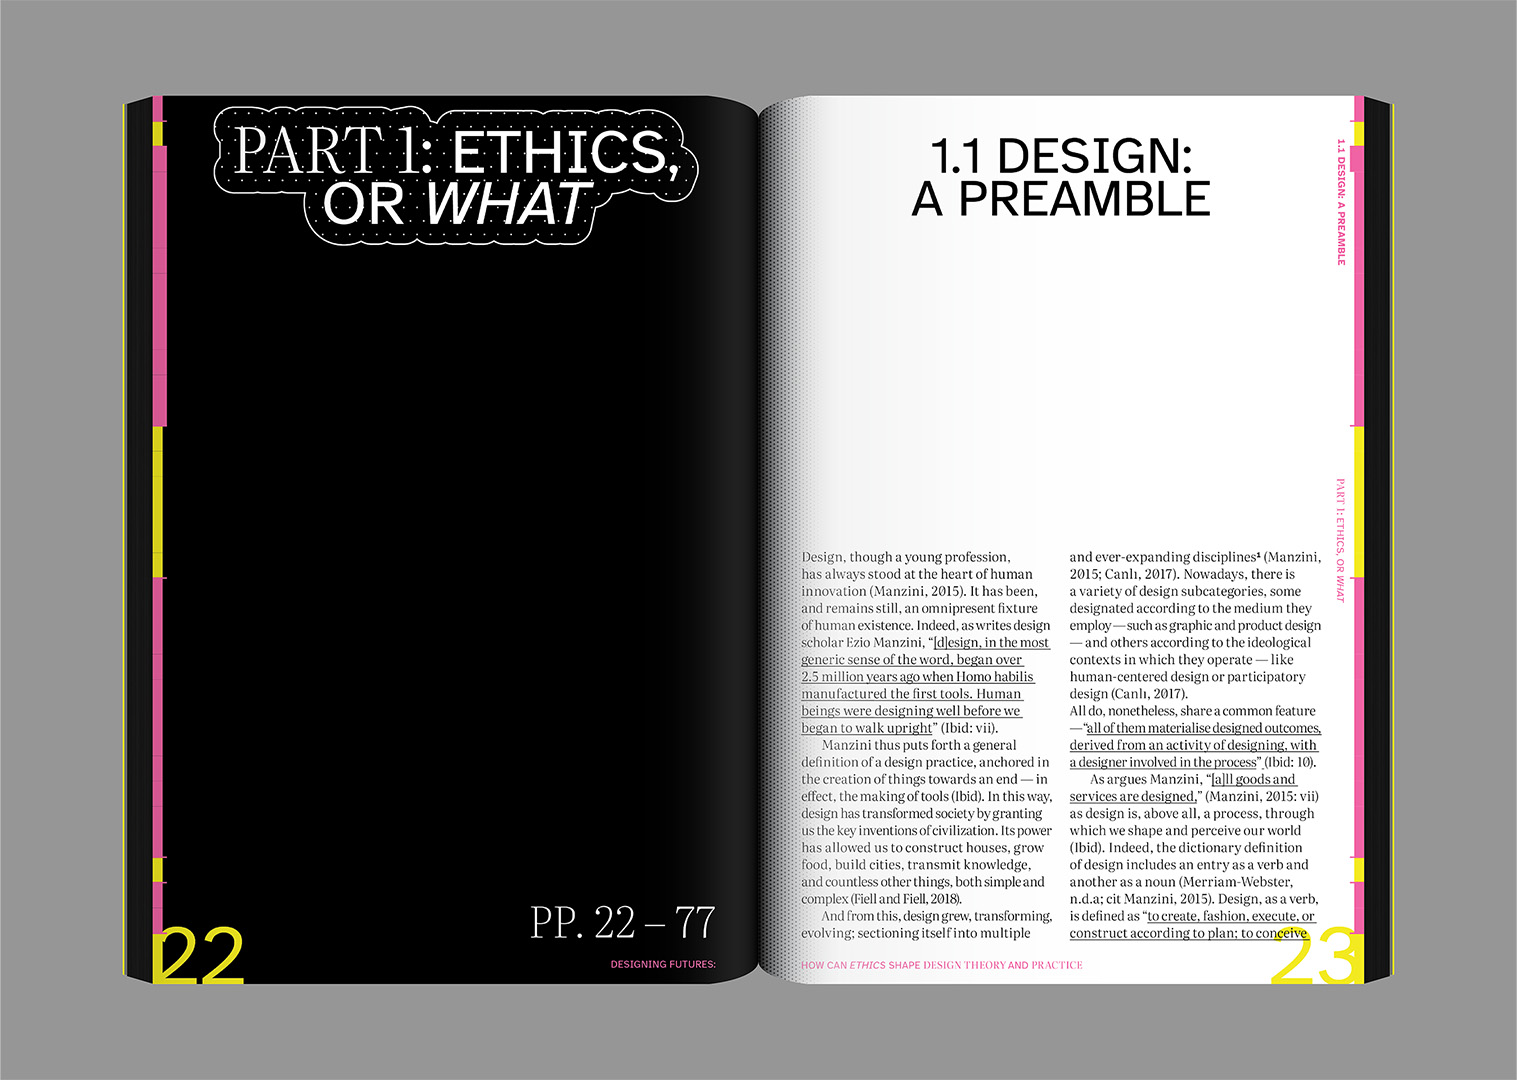 PART 1: ETHICS,
OR WHAT
PP. 22 – 77
DESIGNING FUTURES:
22
1.1 DESIGN:
A PREAMBLE
Design, though a young profession,
has always stood at the heart of human
innovation (Manzini, 2015). It has been,
and remains still, an omnipresent fixture
of human existence. Indeed, as writes design
scholar Ezio Manzini, “[d]esign, in the most
generic sense of the word, began over
2.5 million years ago when Homo habilis
manufactured the first tools. Human
beings were designing well before we
began to walk upright” (Ibid: vii).
Manzini thus puts forth a general
definition of a design practice, anchored in
the creation of things towards an end — in
effect, the making of tools (Ibid). In this way,
design has transformed society by granting
us the key inventions of civilization. Its power
has allowed us to construct houses, grow
food, build cities, transmit knowledge,
and countless other things, both simple and
complex (Fiell and Fiell, 2018).
And from this, design grew, transforming,
evolving; sectioning itself into multiple
and ever-expanding disciplines¹ (Manzini,
2015; Canlı, 2017). Nowadays, there is
a variety of design subcategories, some
designated according to the medium they
employ — such as graphic and product design
— and others according to the ideological
contexts in which they operate — like
human-centered design or participatory
design (Canlı, 2017).
All do, nonetheless, share a common feature
—“all of them materialise designed outcomes,
derived from an activity of designing, with
a designer involved in the process” (Ibid: 10).
As argues Manzini, “[a]ll goods and
services are designed,” (Manzini, 2015: vii)
as design is, above all, a process, through
which we shape and perceive our world
(Ibid). Indeed, the dictionary definition
of design includes an entry as a verb and
another as a noun (Merriam-Webster,
n.d.a; cit Manzini, 2015). Design, as a verb,
is defined as “to create, fashion, execute, or
construct according to plan; to conceive
HOW CAN ETHICS SHAPE DESIGN THEORY AND PRACTICE
23
1.1 DESIGN: A PREAMBLE
PART 1: ETHICS, OR WHAT